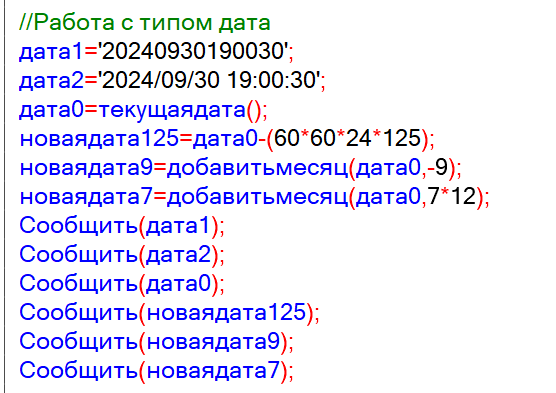 //Работа с типом дата
дата1='20240930190030';
дата2='2024/09/30 19:00:30';
дата0=текущаядата();
новаядата125=дата0-(60*60*24*125);
новаядата9=добавитьмесяц(дата0,-9);
новаядата7=добавитьмесяц(дата0,7*12);
Сообщить(дата1);
Сообщить(дата2);
Сообщить(дата0);
Сообщить(новаядата125);
Сообщить(новаядата9);
Сообщить(новаядата7);